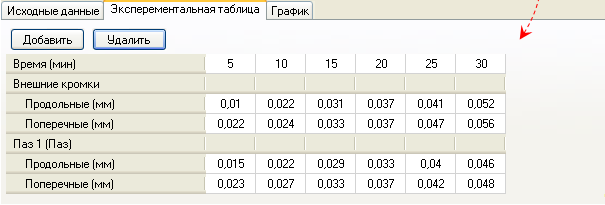 Исходные данные Эксперементальная таблица График
Добавить Удалить
Время (мин) 5 10 15 20 25 30
Внешние кромки
Продольные (мм) 0,01 0,022 0,031 0,037 0,041 0,052
Поперечные (мм) 0,022 0,024 0,033 0,037 0,047 0,056
Паз 1 (Паз)
Продольные (мм) 0,015 0,022 0,029 0,033 0,04 0,046
Поперечные (мм) 0,023 0,027 0,033 0,037 0,042 0,048